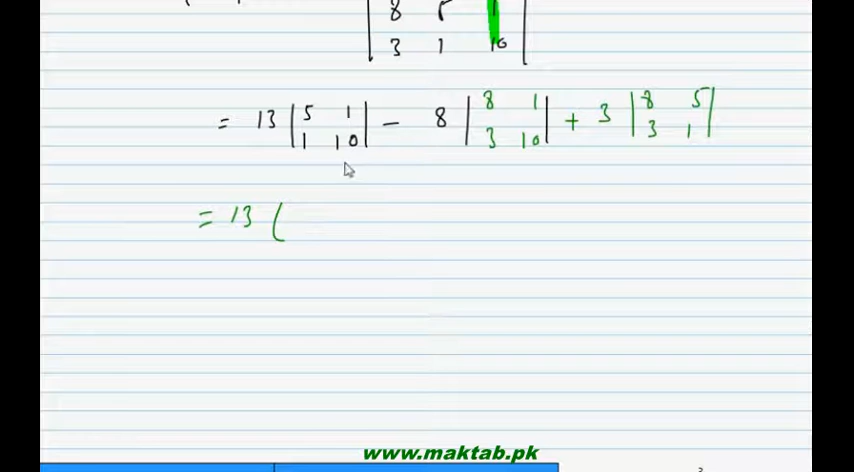 8 5 1
3 1 10
= 13 |5 1| - 8 |8 1| + 3 |8 5|
|1 10| |3 10| |3 1|
= 13 (
www.maktab.pk